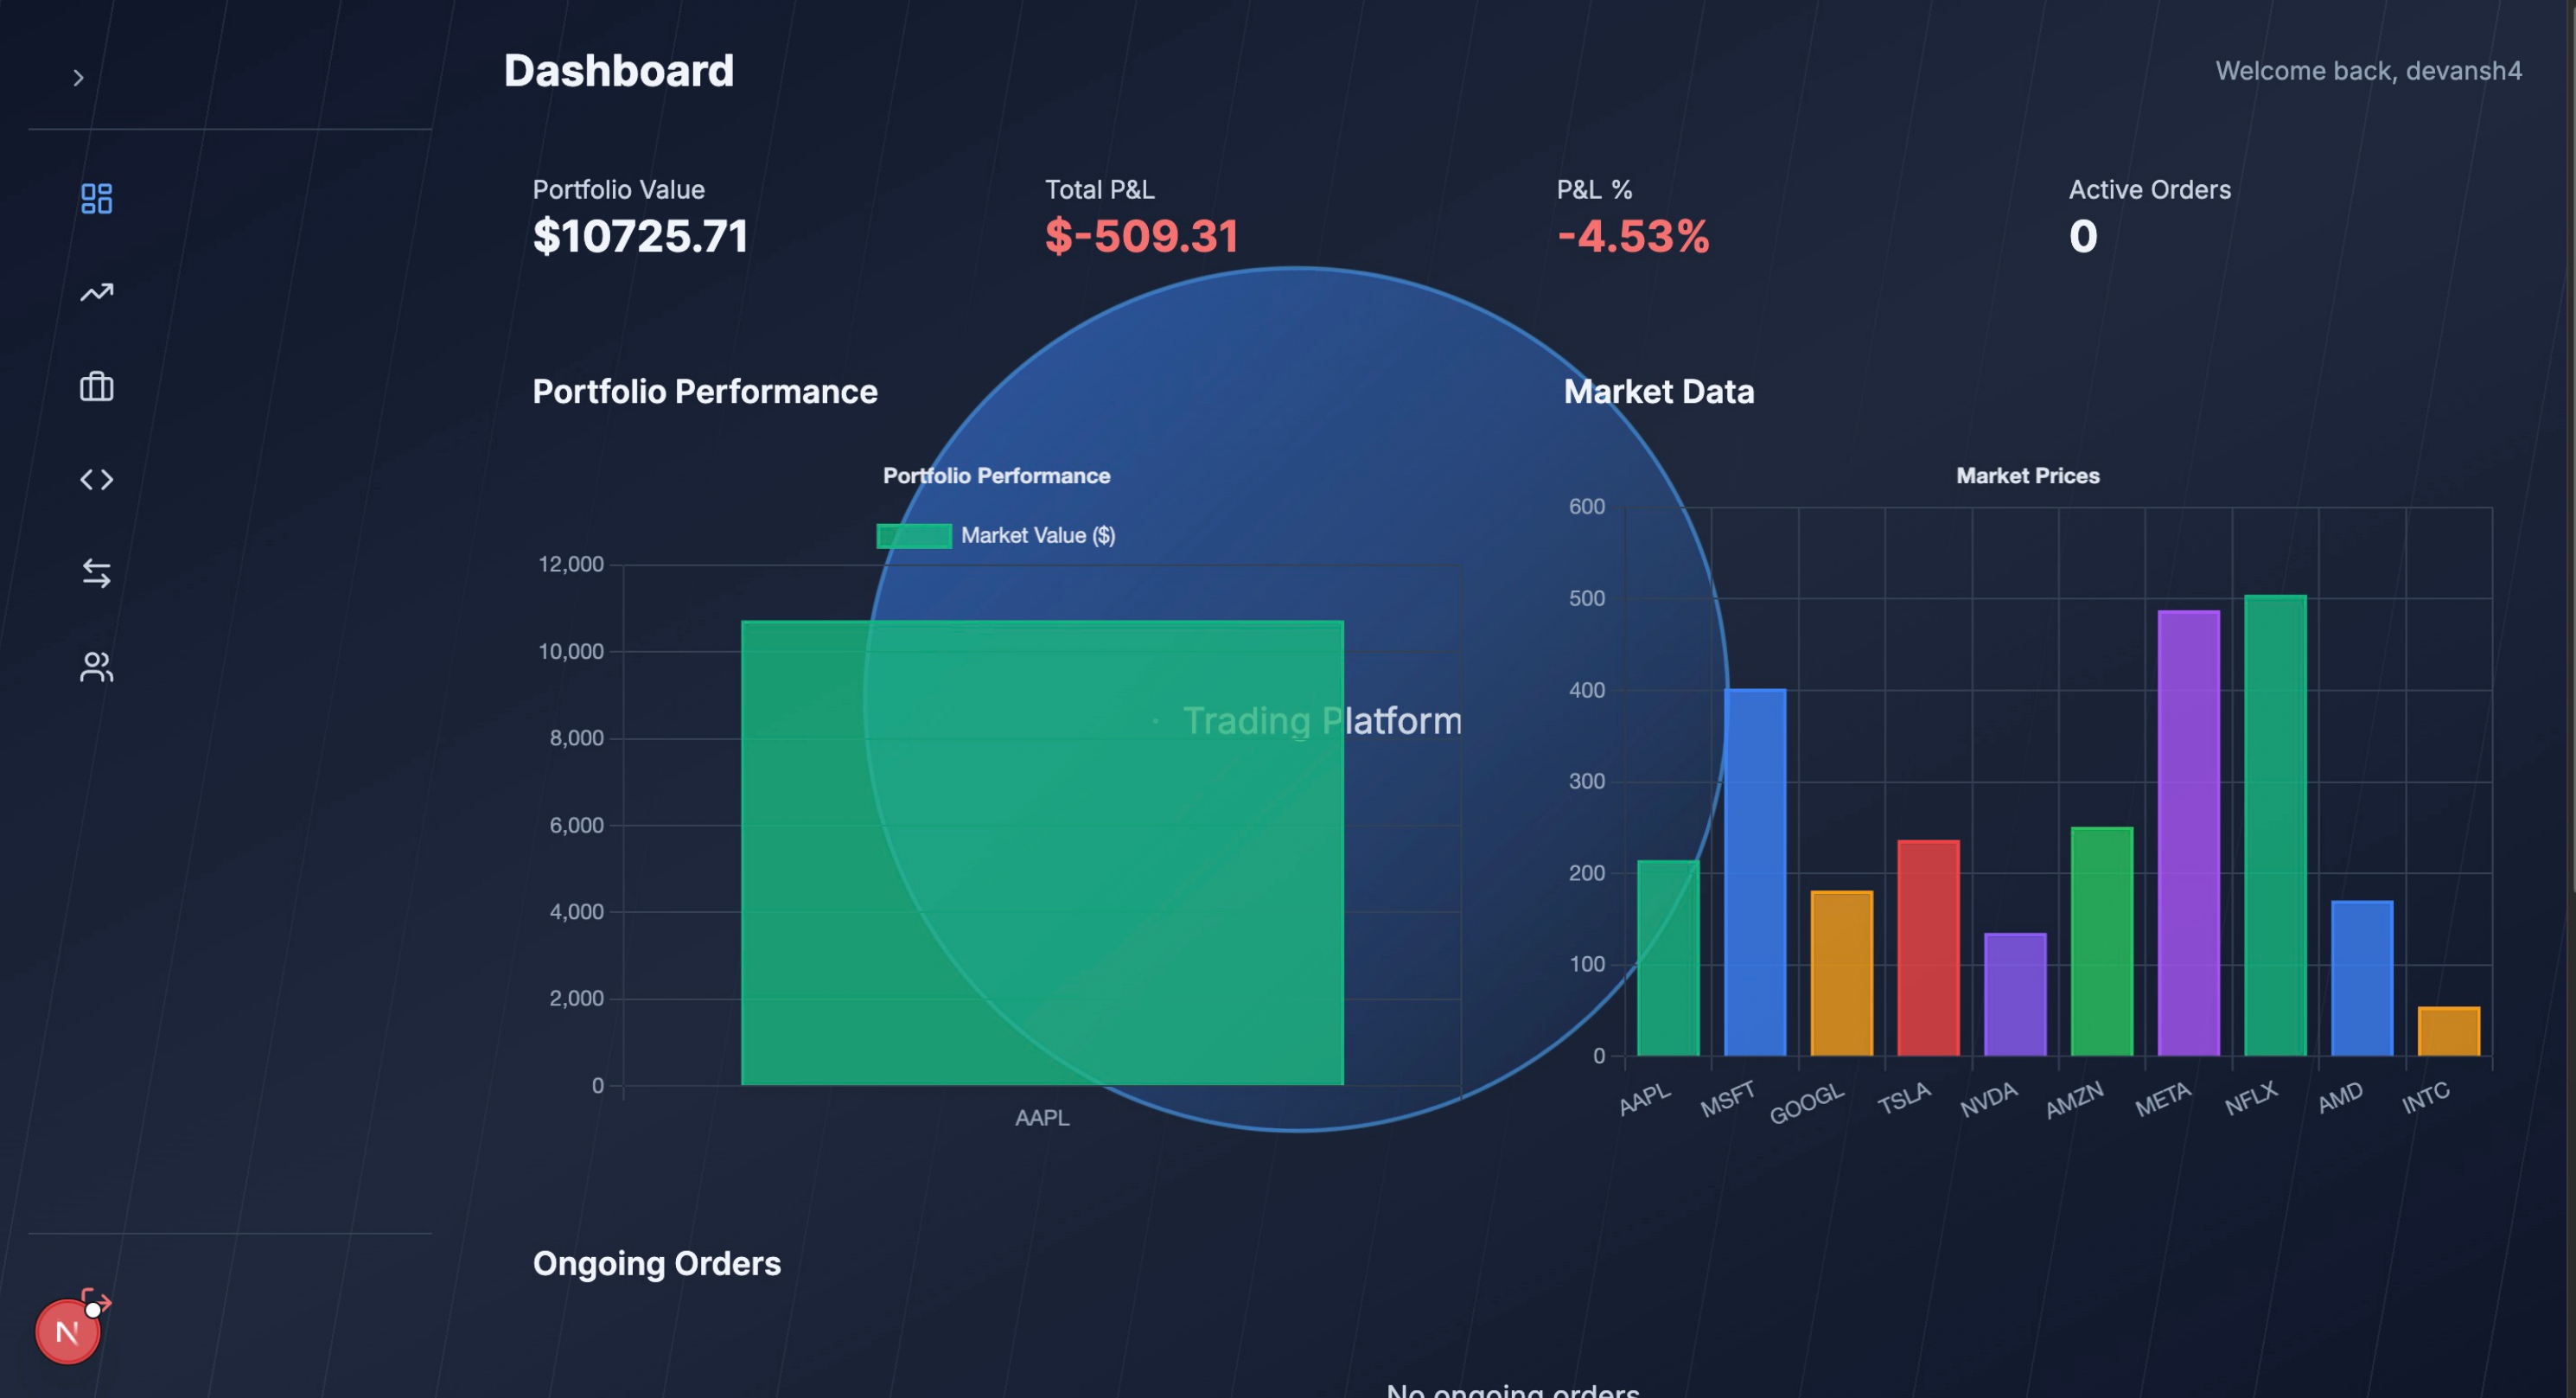 Dashboard
Welcome back, devansh4
Portfolio Value
$10725.71
Total P&L
$-509.31
P&L %
-4.53%
Active Orders
0
Portfolio Performance
Portfolio Performance
Market Value ($)
12,000
10,000
8,000
6,000
4,000
2,000
0
AAPL
Trading Platform
Market Data
Market Prices
600
500
400
300
200
100
0
AAPL
MSFT
GOOGL
TSLA
NVDA
AMZN
META
NFLX
AMD
INTC
Ongoing Orders
No ongoing orders
N